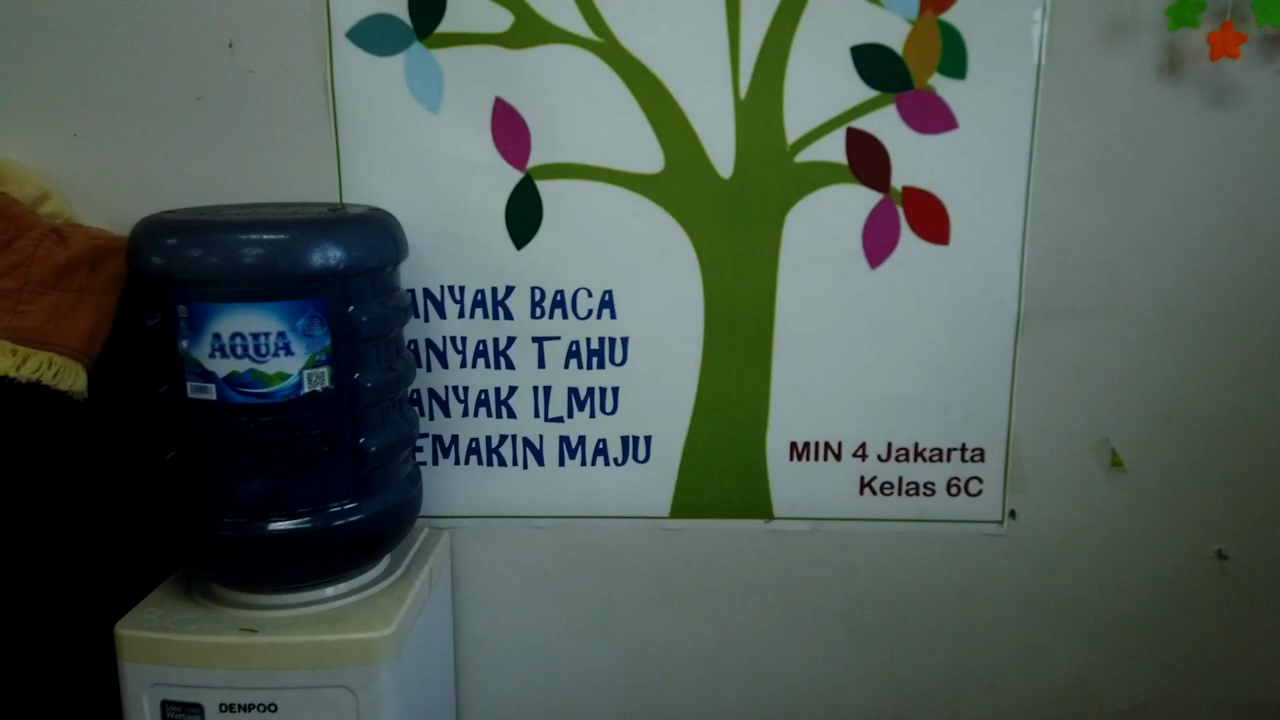 ANYAK BACA
ANYAK TAHU
ANYAK ILMU
EMAKIN MAJU
MIN 4 Jakarta
Kelas 6C
AQUA
DENPOO